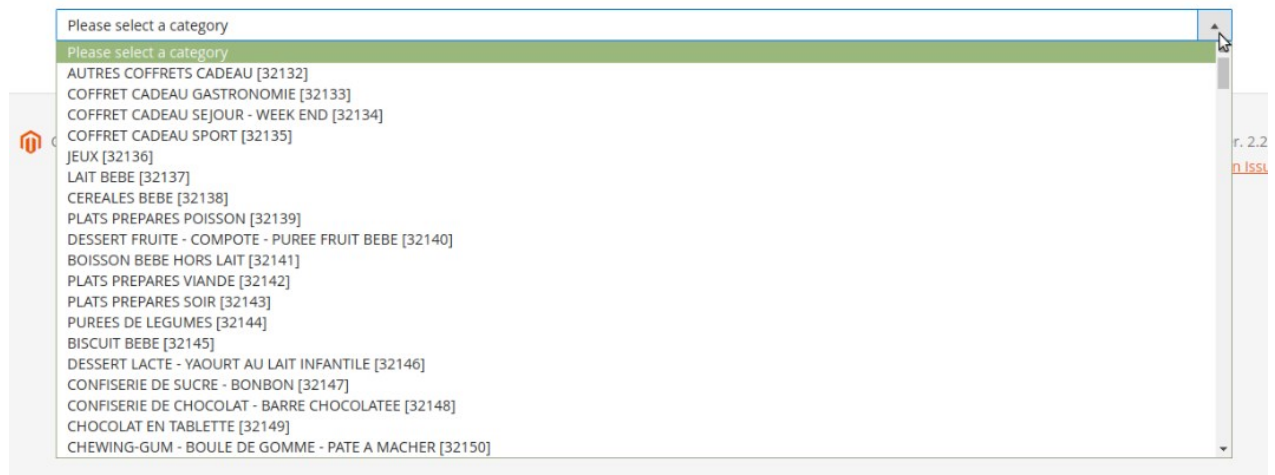 Please select a category
Please select a category
AUTRES COFFRETS CADEAU [32132]
COFFRET CADEAU GASTRONOMIE [32133]
COFFRET CADEAU SEJOUR - WEEK END [32134]
COFFRET CADEAU SPORT [32135]
JEUX [32136]
LAIT BEBE [32137]
CEREALES BEBE [32138]
PLATS PREPARES POISSON [32139]
DESSERT FRUITE - COMPOTE - PUREE FRUIT BEBE [32140]
BOISSON BEBE HORS LAIT [32141]
PLATS PREPARES VIANDE [32142]
PLATS PREPARES SOIR [32143]
PUREES DE LEGUMES [32144]
BISCUIT BEBE [32145]
DESSERT LACTE - YAOURT AU LAIT INFANTILE [32146]
CONFISERIE DE SUCRE - BONBON [32147]
CONFISERIE DE CHOCOLAT - BARRE CHOCOLATEE [32148]
CHOCOLAT EN TABLETTE [32149]
CHEWING-GUM - BOULE DE GOMME - PATE A MACHER [32150]
r. 2.2
n Issu